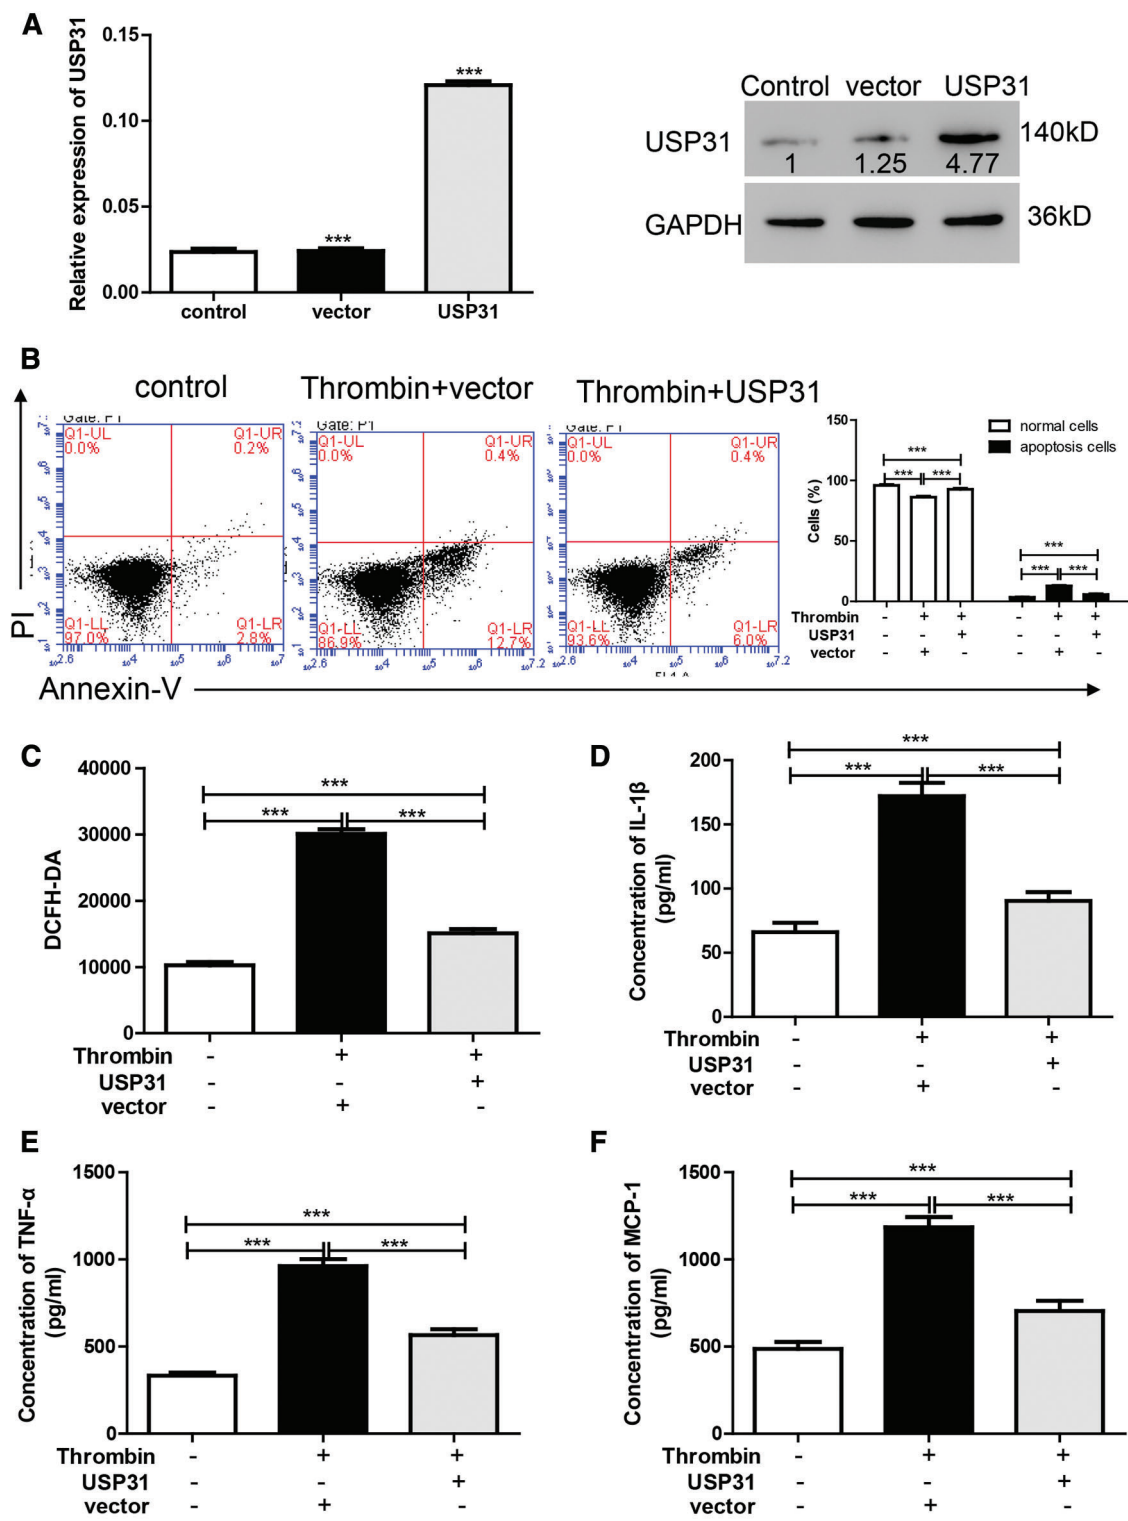 A
Relative expression of USP31
0.15
0.10
0.05
0.00
***
***
control
vector
USP31
Control vector USP31
USP31
140kD
1 1.25 4.77
GAPDH
36kD
B
control
Thrombin+vector
Thrombin+USP31
PI
Q1-UL
0.0%
Q1-UR
0.2%
Q1-LL
97.0%
Q1-LR
2.8%
Gate: P1
Q1-UL
0.0%
Q1-UR
0.4%
Q1-LL
86.9%
Q1-LR
12.7%
Q1-UL
0.0%
Q1-UR
0.4%
Q1-LL
93.6%
Q1-LR
6.0%
Annexin-V
Cells (%)
150
100
50
0
normal cells
apoptosis cells
***
*** ***
***
*** ***
Thrombin - + + - + +
USP31 - - + - - +
vector - + - - + -
C
DCFH-DA
40000
30000
20000
10000
0
***
*** ***
Thrombin - + +
USP31 - - +
vector - + -
D
Concentration of IL-1β
(pg/ml)
200
150
100
50
0
***
*** ***
Thrombin - + +
USP31 - - +
vector - + -
E
Concentration of TNF-α
(pg/ml)
1500
1000
500
0
***
*** ***
Thrombin - + +
USP31 - - +
vector - + -
F
Concentration of MCP-1
(pg/ml)
1500
1000
500
0
***
*** ***
Thrombin - + +
USP31 - - +
vector - + -